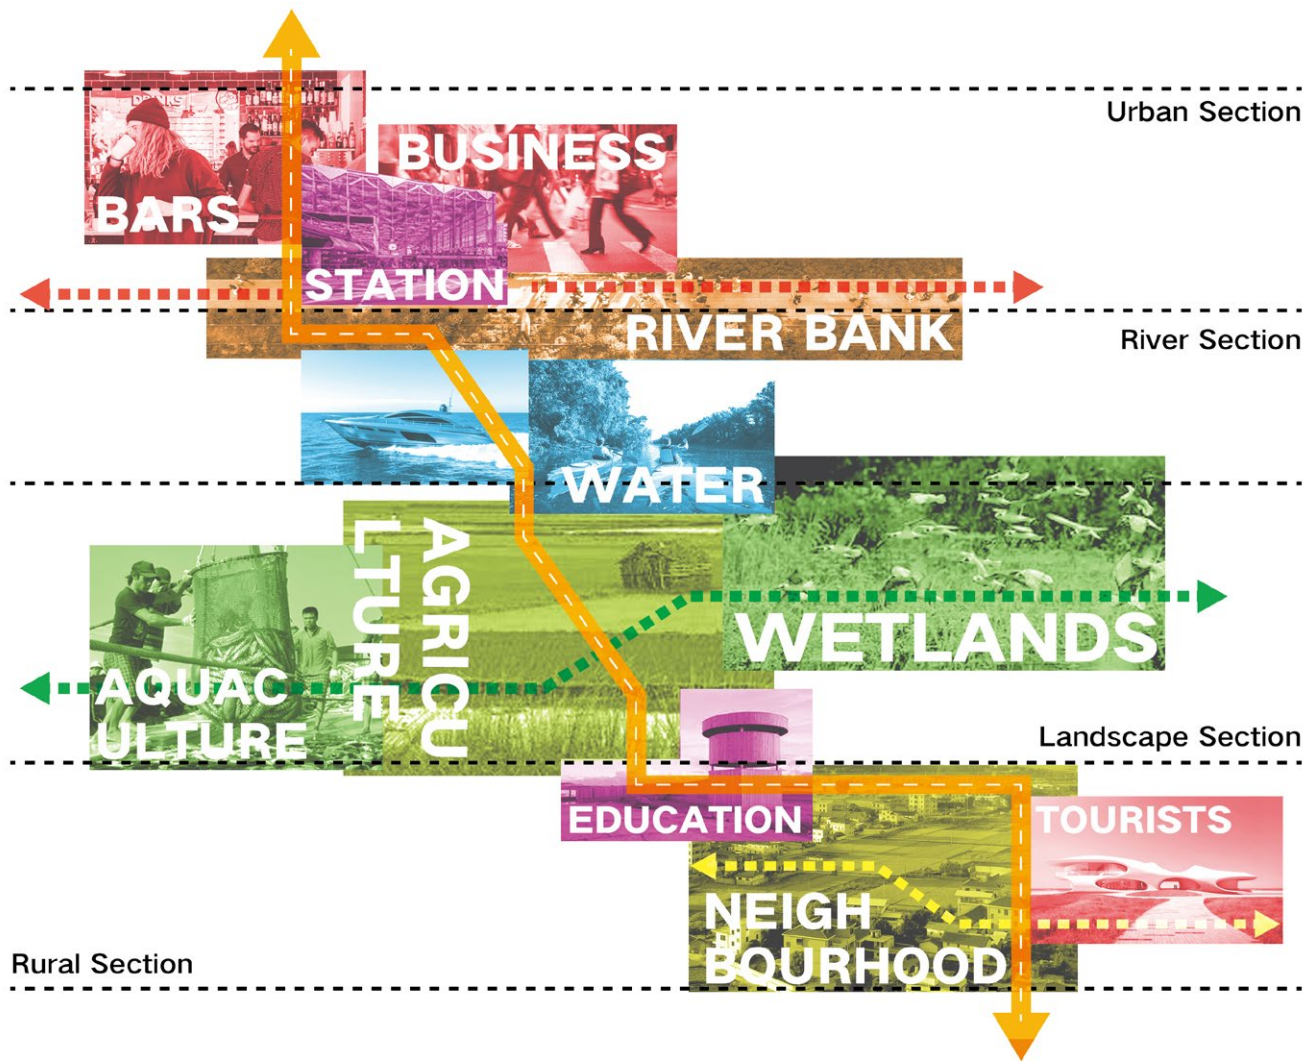 Urban Section
DRINKS
BUSINESS
BARS
STATION
RIVER BANK
River Section
WATER
AGRICU
LTURE
WETLANDS
AQUAC
ULTURE
Landscape Section
EDUCATION
TOURISTS
NEIGH
BOURHOOD
Rural Section